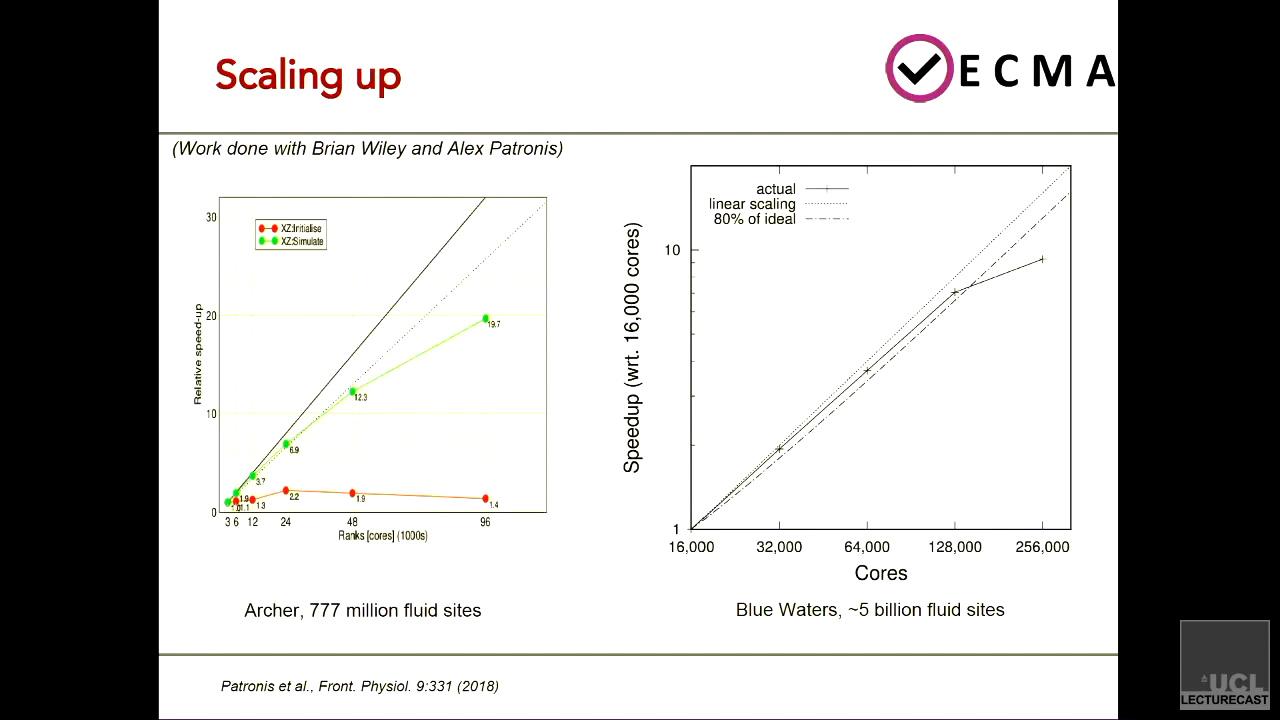 Scaling up
ECMA
(Work done with Brian Wiley and Alex Patronis)
30
20
10
0
Relative speed-up
XZ:Initialise
XZ:Simulate
1.9
3.7
6.9
12.3
19.7
1.1
1.3
2.2
1.9
1.4
3 6 12 24 48 96
Ranks [cores] (1000s)
Archer, 777 million fluid sites
Speedup (wrt. 16,000 cores)
10
1
actual
linear scaling
80% of ideal
16,000 32,000 64,000 128,000 256,000
Cores
Blue Waters, ~5 billion fluid sites
Patronis et al., Front. Physiol. 9:331 (2018)
UCL
LECTURECAST